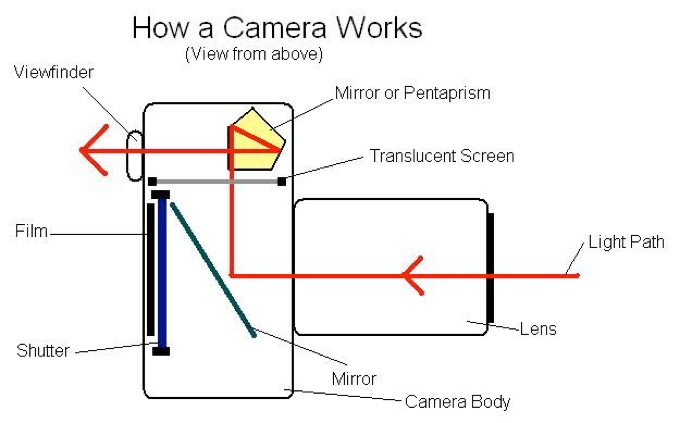 How a Camera Works
(View from above)
Viewfinder
Mirror or Pentaprism
Translucent Screen
Film
Light Path
Lens
Shutter
Mirror
Camera Body